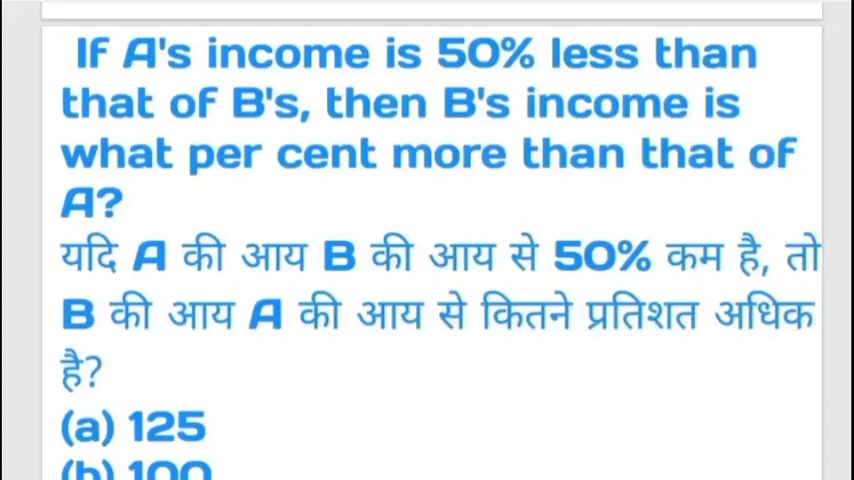 If A's income is 50% less than
that of B's, then B's income is
what per cent more than that of
A?
यदि A की आय B की आय से 50% कम है, तो
B की आय A की आय से कितने प्रतिशत अधिक
है?
(a) 125
(b) 100